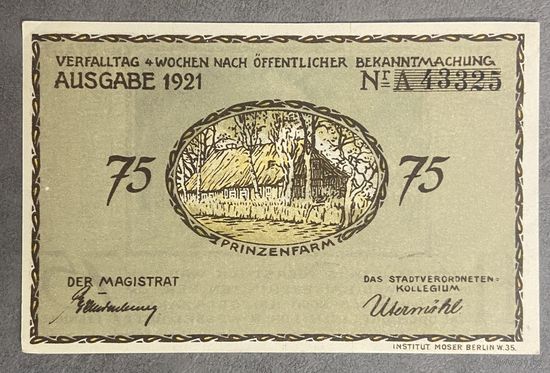 VERFALLTAG 4 WOCHEN NACH ÖFFENTLICHER BEKANNTMACHUNG
AUSGABE 1921 Nr A 43325
75 75
PRINZENFARM
DER MAGISTRAT
DAS STADTVERORDNETEN-
KOLLEGIUM
Utermöhl.
INSTITUT MOSER BERLIN W. 35.